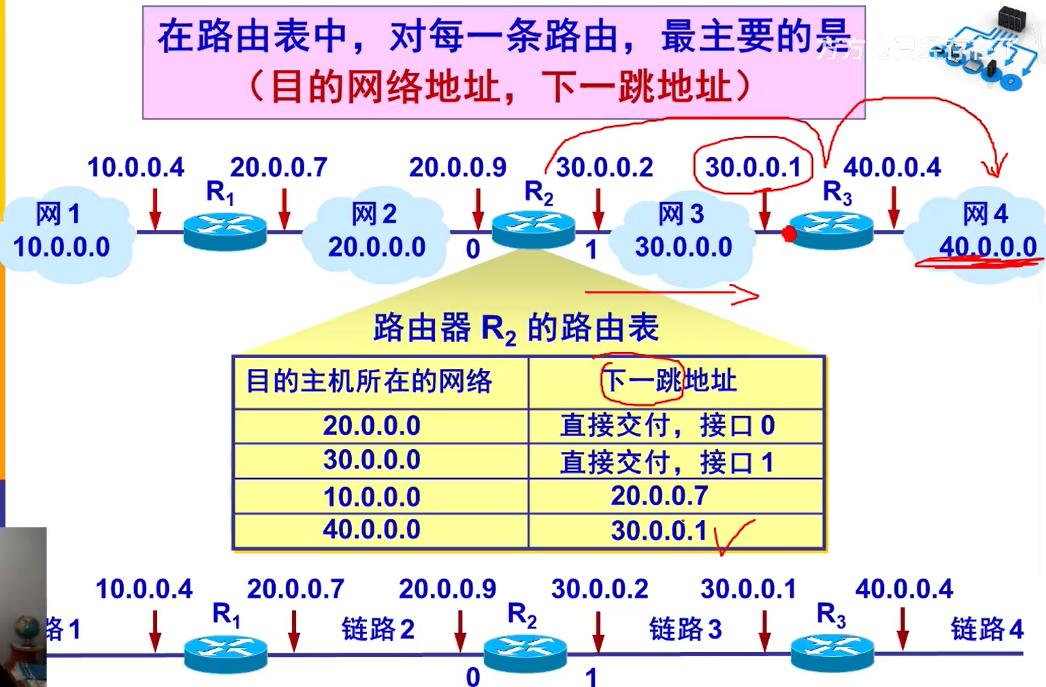 在路由表中，对每一条路由，最主要的是
（目的网络地址，下一跳地址）
10.0.0.4 20.0.0.7 20.0.0.9 30.0.0.2 30.0.0.1 40.0.0.4
R1 R2 R3
网1 网2 网3 网4
10.0.0.0 20.0.0.0 0 1 30.0.0.0 40.0.0.0
路由器 R2 的路由表
目的主机所在的网络 下一跳地址
20.0.0.0 直接交付，接口 0
30.0.0.0 直接交付，接口 1
10.0.0.0 20.0.0.7
40.0.0.0 30.0.0.1
10.0.0.4 20.0.0.7 20.0.0.9 30.0.0.2 30.0.0.1 40.0.0.4
路1 R1 链路2 R2 链路3 R3 链路4
0 1